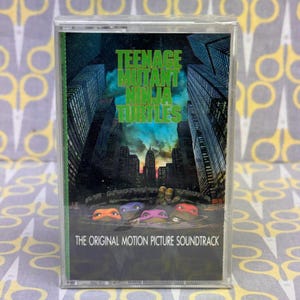 TEENAGE
MUTANT
NINJA
TURTLES
THE ORIGINAL MOTION PICTURE SOUNDTRACK